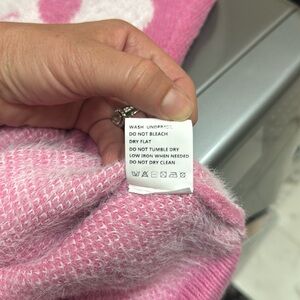 WASH
DO NOT BLEACH
DRY FLAT
DO NOT TUMBLE DRY
LOW IRON WHEN NEEDED
DO NOT DRY CLEAN